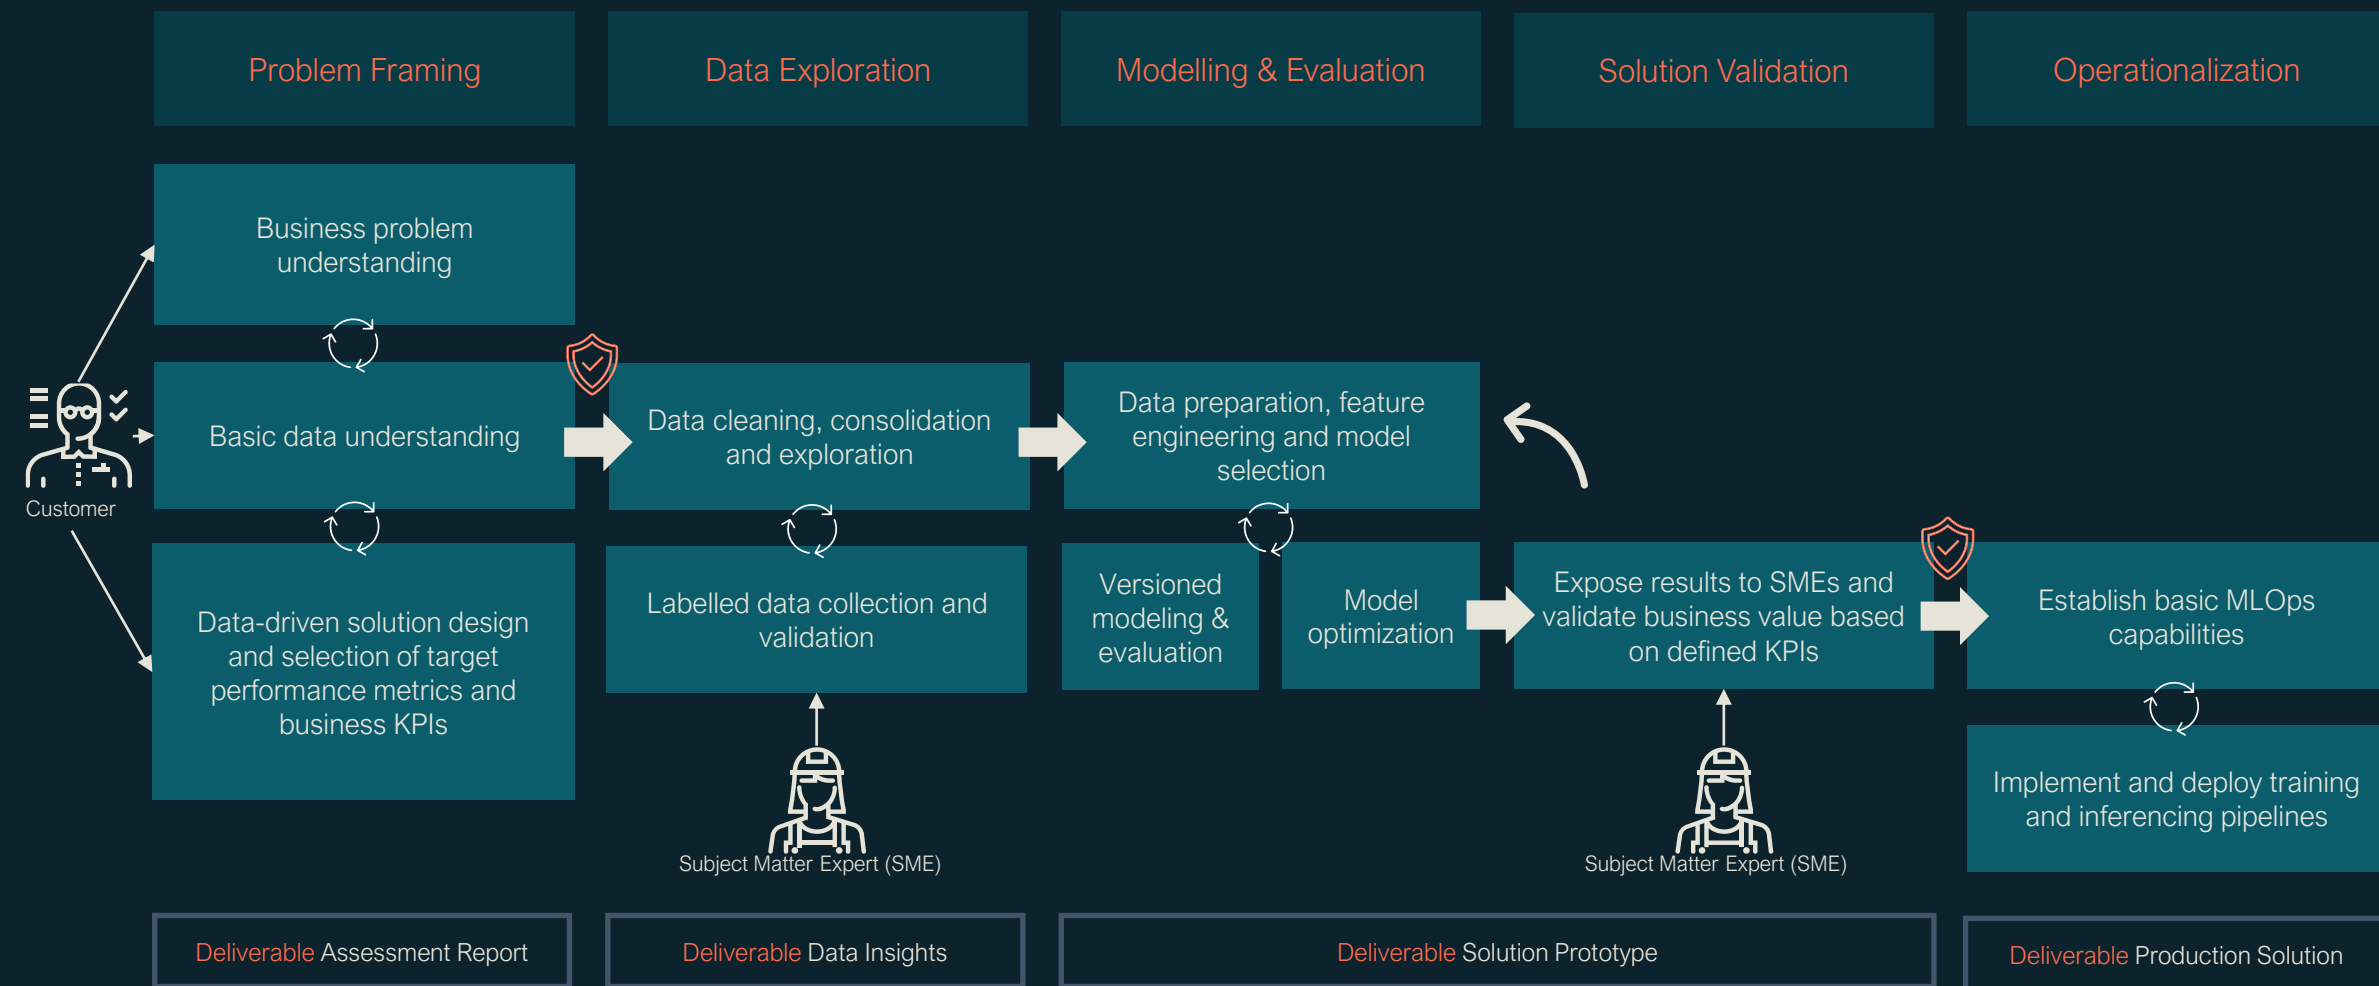 Problem Framing
Data Exploration
Modelling & Evaluation
Solution Validation
Operationalization
Business problem
understanding
Basic data understanding
Data-driven solution design
and selection of target
performance metrics and
business KPIs
Customer
Data cleaning, consolidation
and exploration
Labelled data collection and
validation
Subject Matter Expert (SME)
Data preparation, feature
engineering and model
selection
Versioned
modeling &
evaluation
Model
optimization
Expose results to SMEs and
validate business value based
on defined KPIs
Subject Matter Expert (SME)
Establish basic MLOps
capabilities
Implement and deploy training
and inferencing pipelines
Deliverable Assessment Report
Deliverable Data Insights
Deliverable Solution Prototype
Deliverable Production Solution